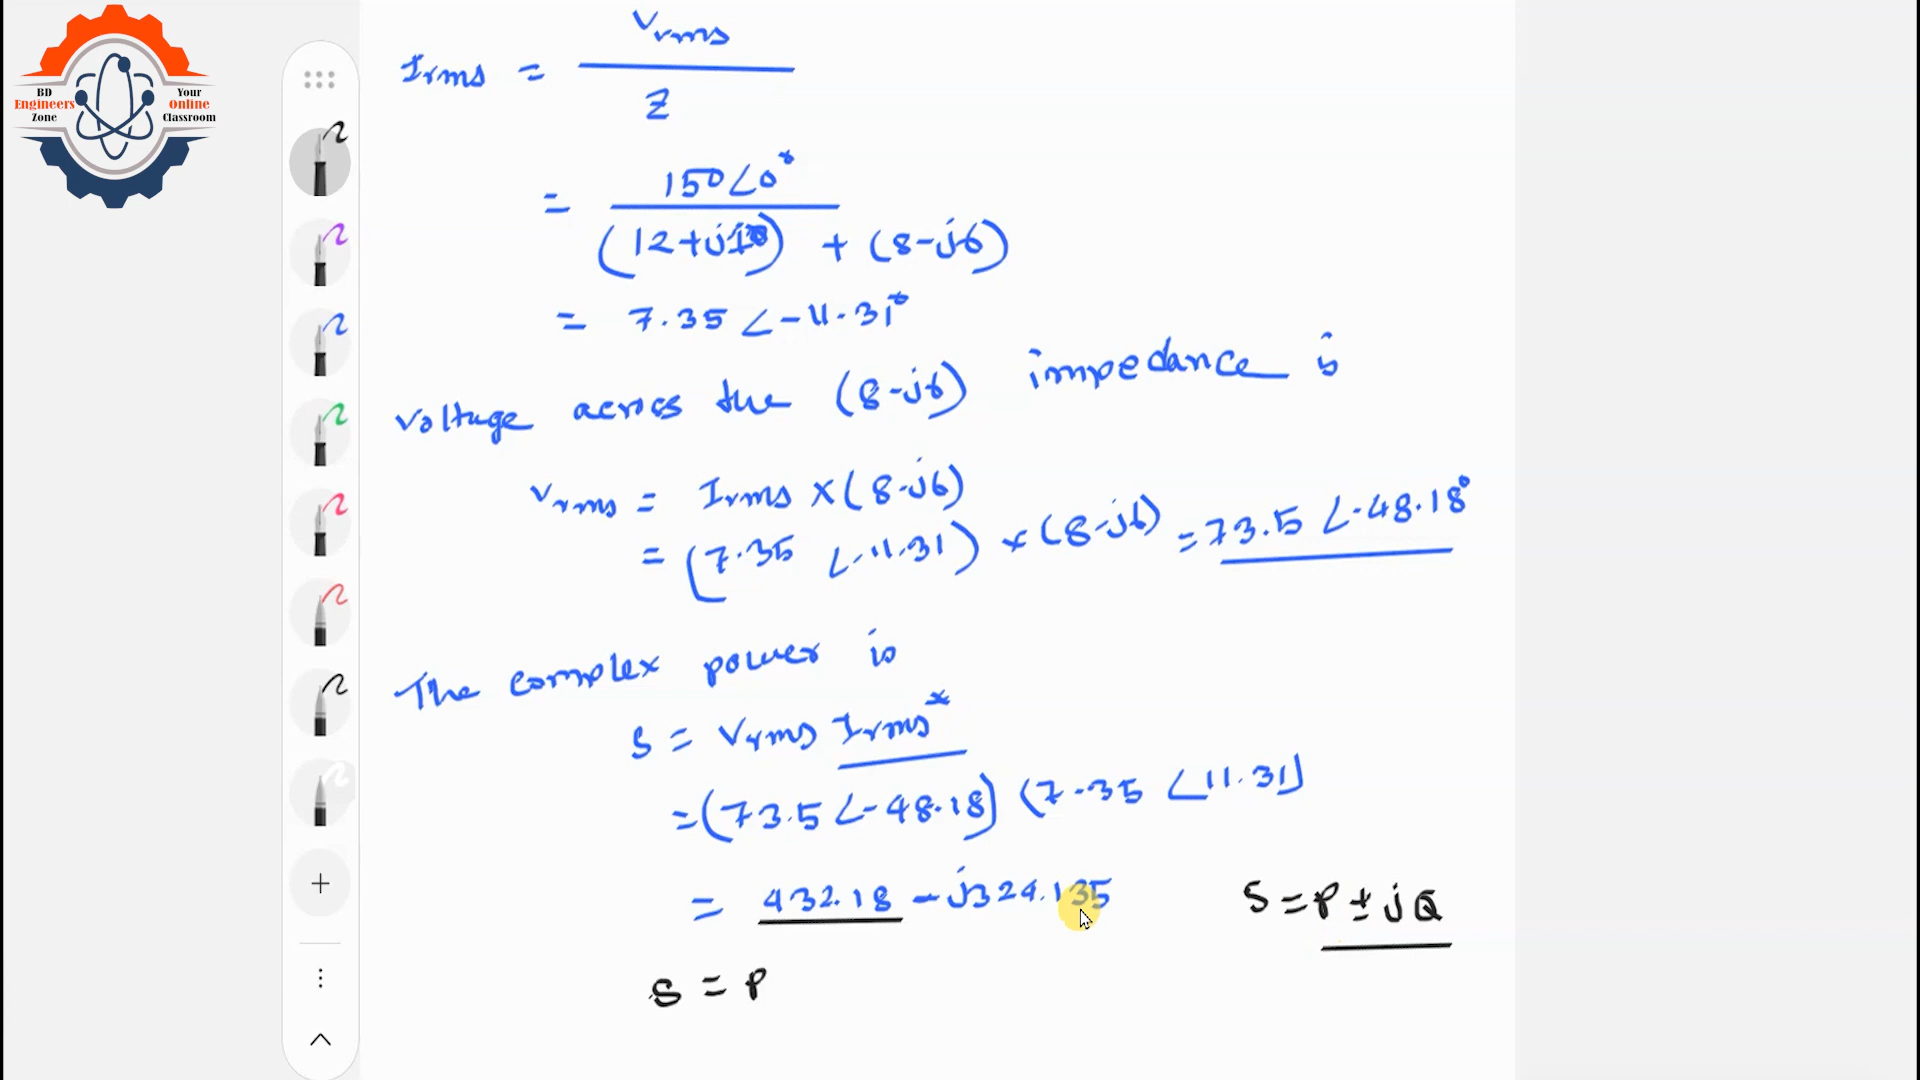 BD Your
Engineers Online
Zone Classroom
Irms = Vrms / Z
= 150∠0° / (12+j10) + (8-j6)
= 7.35 ∠-11.31°
Voltage across the (8-j6) impedance is
Vrms = Irms × (8-j6)
= (7.35 ∠-11.31) × (8-j6) = 73.5 ∠-48.18°
The complex power is
S = Vrms Irms*
= (73.5 ∠-48.18) (7.35 ∠11.31)
= 432.18 - j324.135
S = P ± jQ
S = P